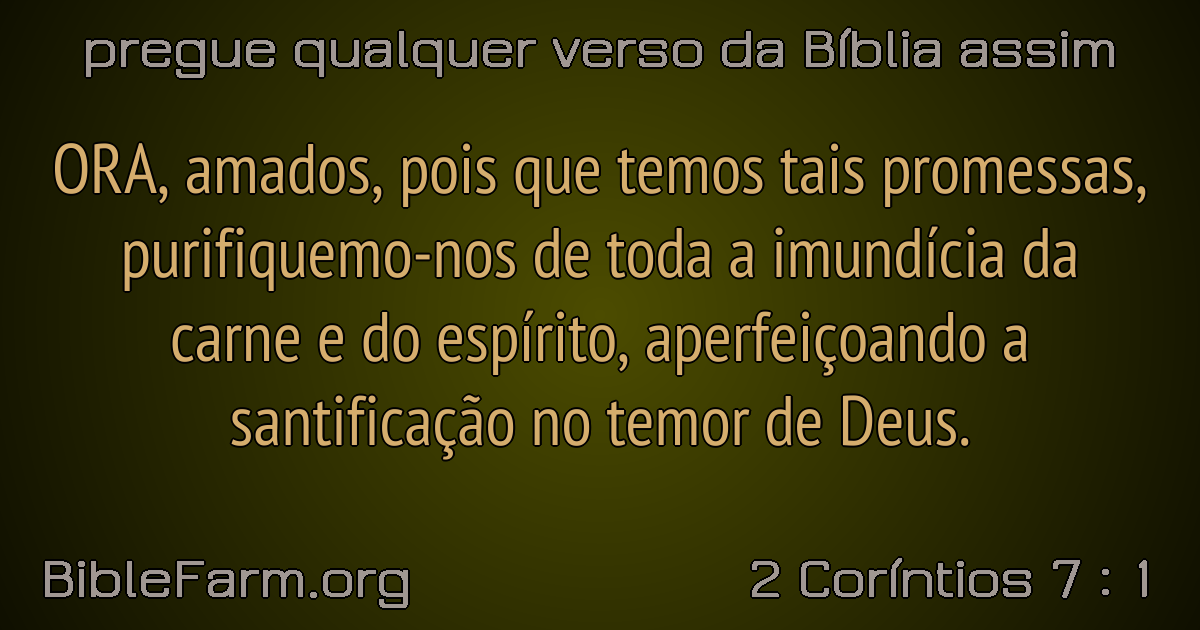 pregue qualquer verso da Bíblia assim
ORA, amados, pois que temos tais promessas,
purifiquemo-nos de toda a imundícia da
carne e do espírito, aperfeiçoando a
santificação no temor de Deus.
BibleFarm.org
2 Coríntios 7 : 1